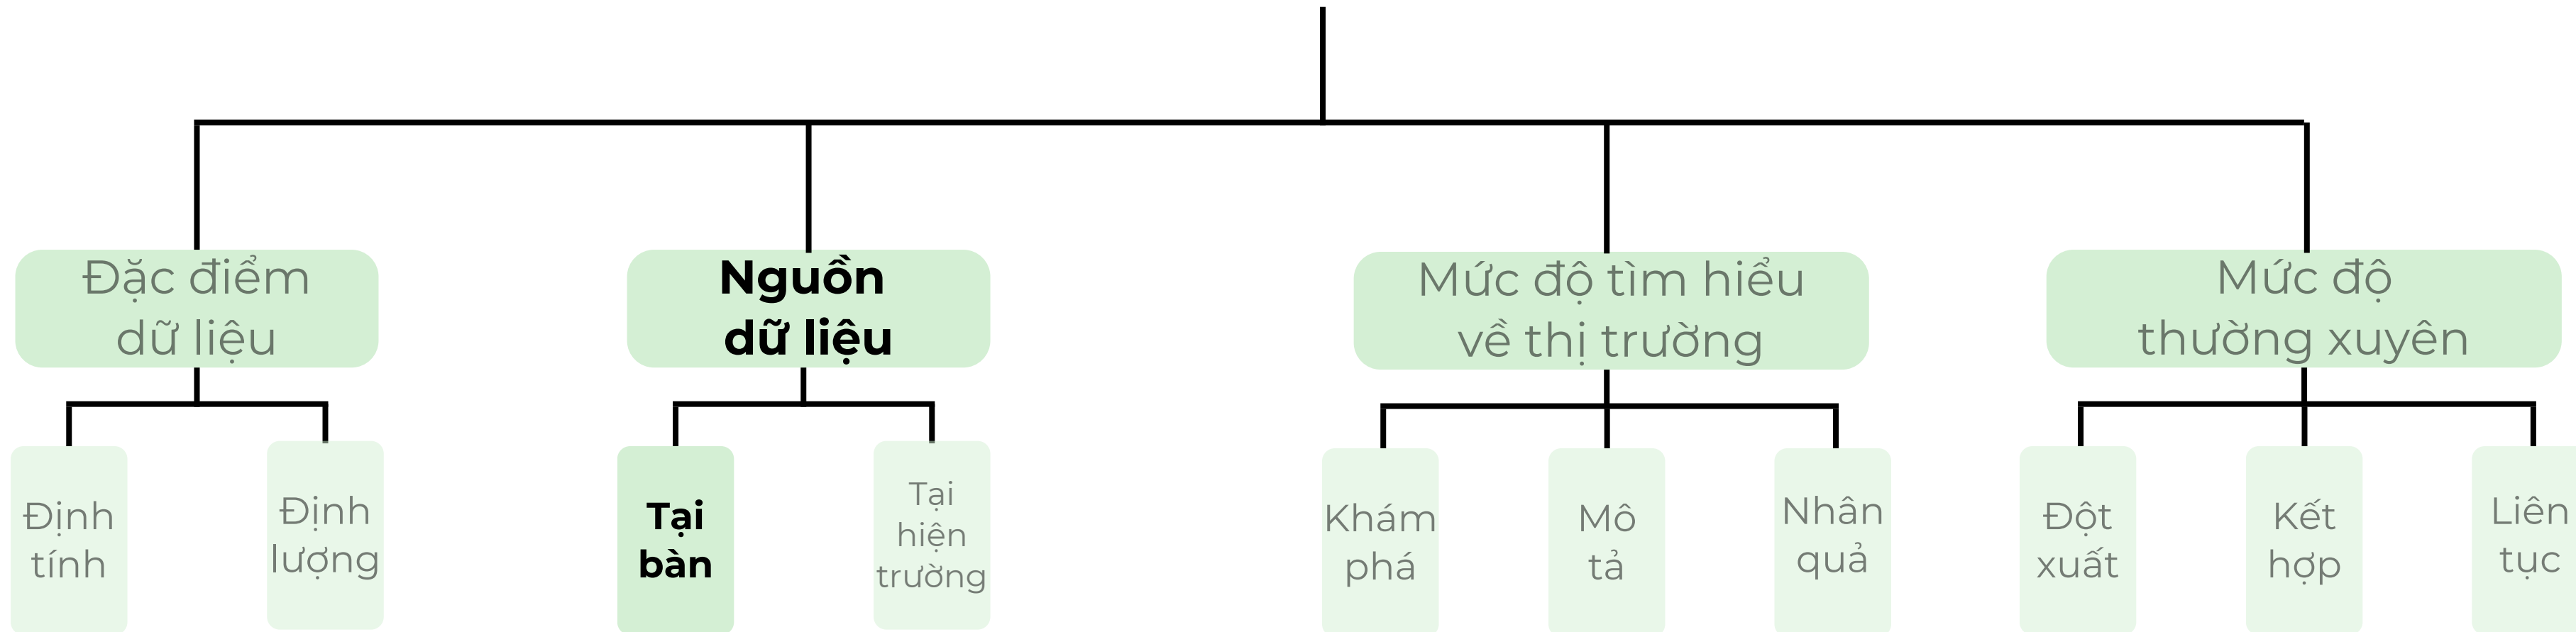 Đặc điểm
dữ liệu
Nguồn
dữ liệu
Mức độ tìm hiểu
về thị trường
Mức độ
thường xuyên
Định
tính
Định
lượng
Tại
bàn
Tại
hiện
trường
Khám
phá
Mô
tả
Nhân
quả
Đột
xuất
Kết
hợp
Liên
tục